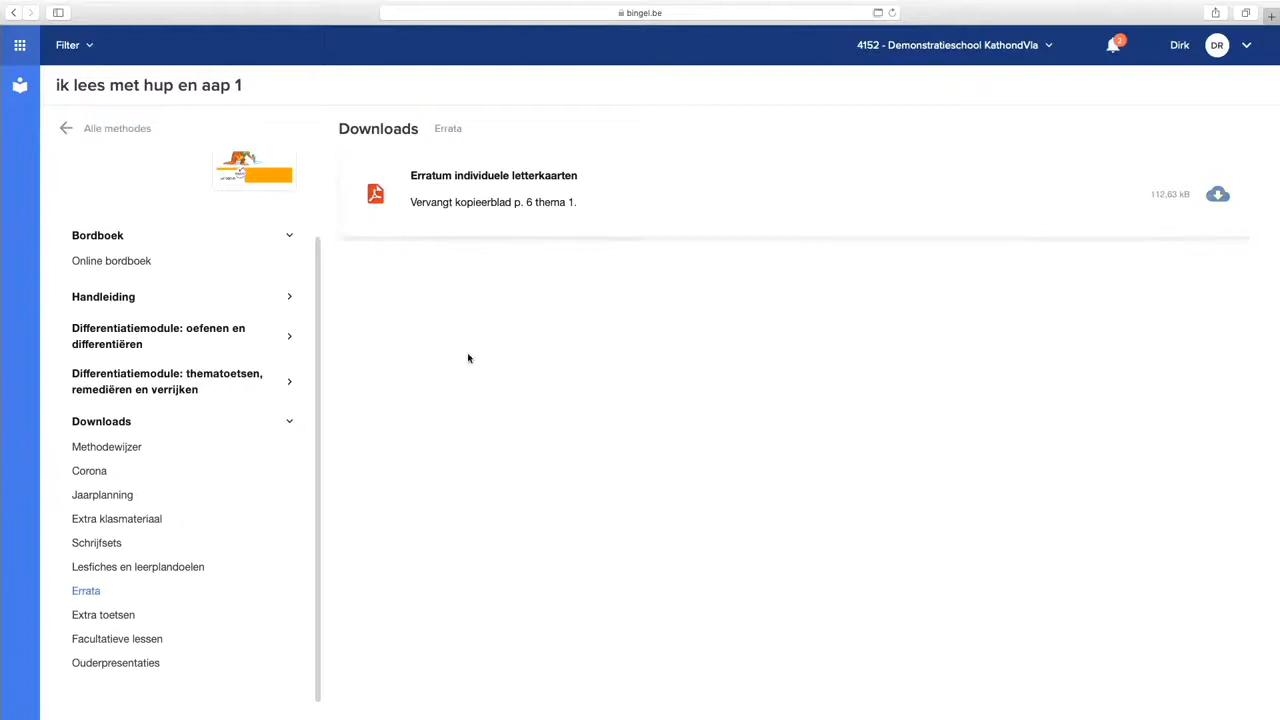 bingel.be
Filter
4152 - Demonstratieschool KathondVla
2
Dirk
DR
ik lees met hup en aap 1
Alle methodes
Downloads
Errata
Erratum individuele letterkaarten
Vervangt kopieerblad p. 6 thema 1.
112,63 kB
Bordboek
Online bordboek
Handleiding
Differentiatiemodule: oefenen en
differentiëren
Differentiatiemodule: thematoetsen,
remediëren en verrijken
Downloads
Methodewijzer
Corona
Jaarplanning
Extra klasmateriaal
Schrijfsets
Lesfiches en leerplandoelen
Errata
Extra toetsen
Facultatieve lessen
Ouderpresentaties